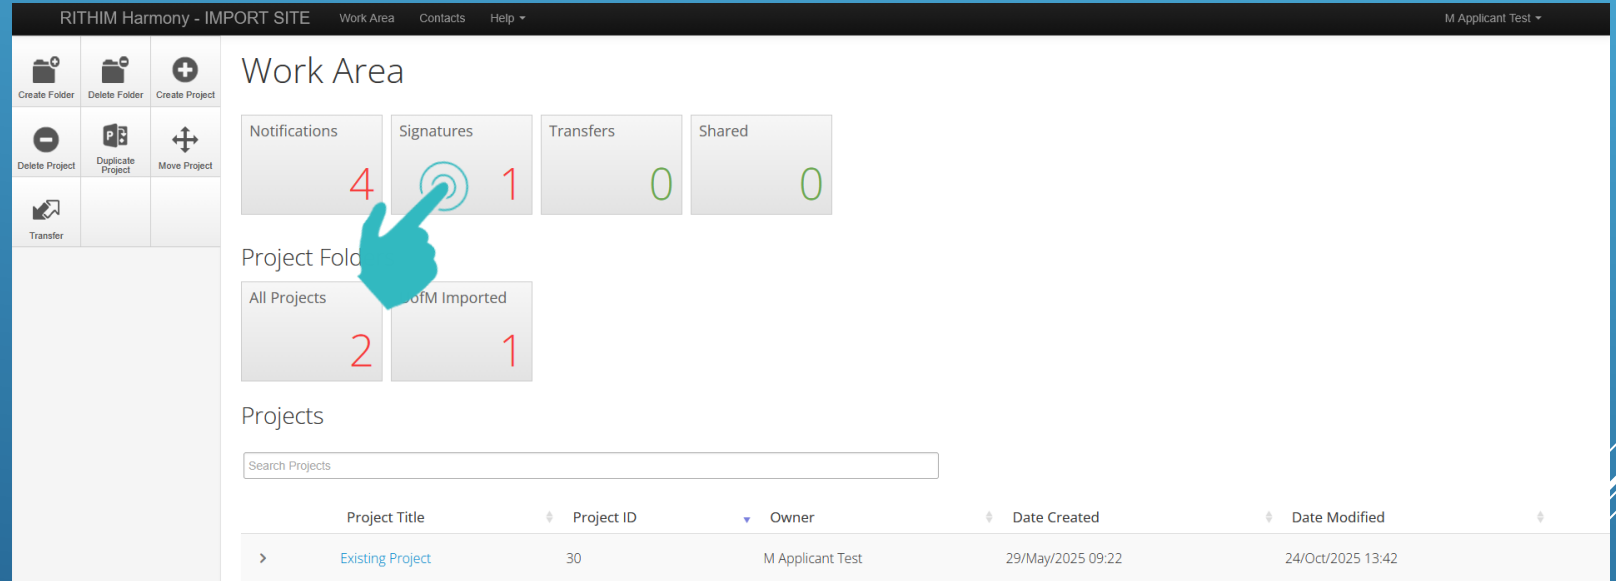 RITHIM Harmony - IMPORT SITE Work Area Contacts Help M Applicant Test
Create Folder Delete Folder Create Project
Delete Project Duplicate Project Move Project
Transfer
Work Area
Notifications Signatures Transfers Shared
4 1 0 0
Project Fold
All Projects ofM Imported
2 1
Projects
Search Projects
Project Title Project ID Owner Date Created Date Modified
Existing Project 30 M Applicant Test 29/May/2025 09:22 24/Oct/2025 13:42